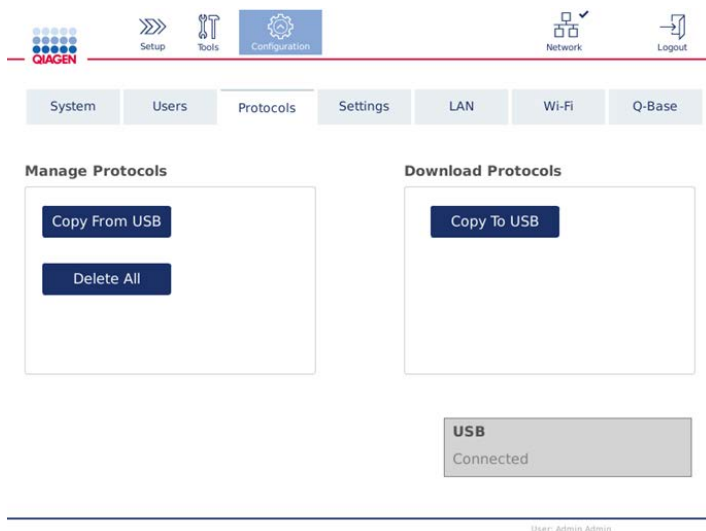 QIAGEN
Setup
Tools
Configuration
Network
Logout
System
Users
Protocols
Settings
LAN
Wi-Fi
Q-Base
Manage Protocols
Download Protocols
Copy From USB
Copy To USB
Delete All
USB
Connected
User: Admin Admin